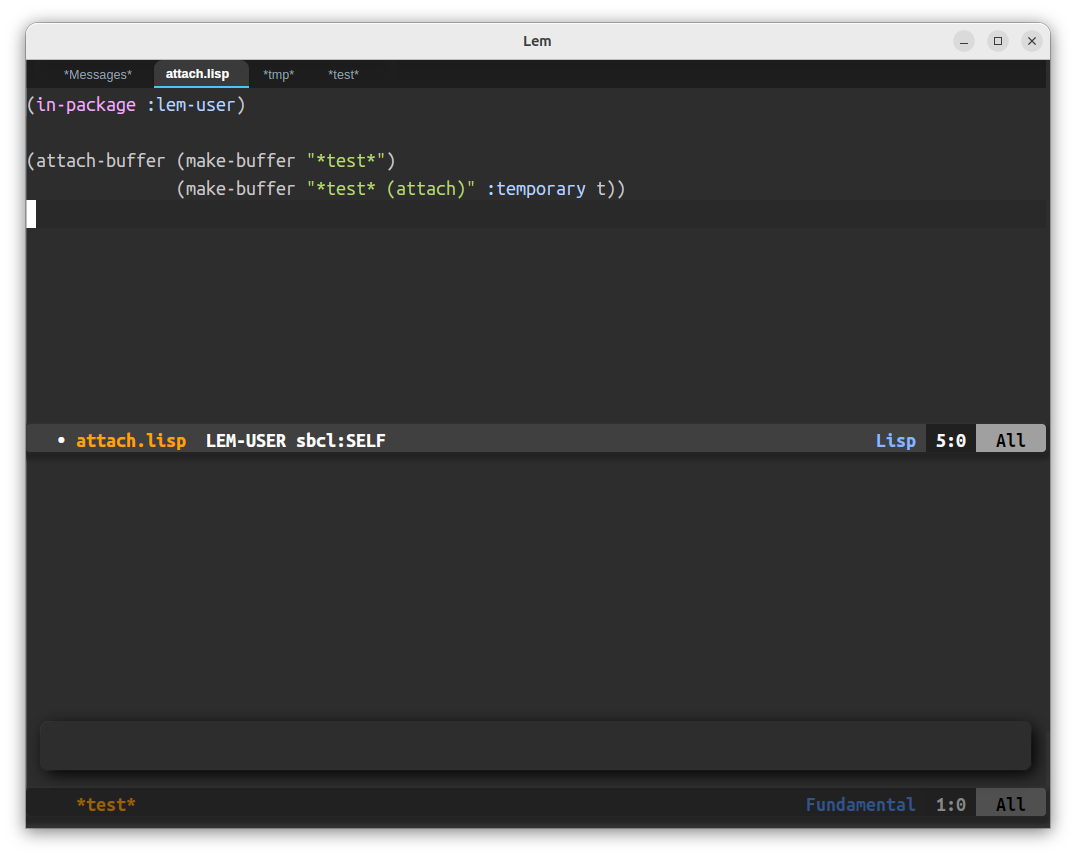 Lem
*Messages* attach.lisp *tmp* *test*
(in-package :lem-user)
(attach-buffer (make-buffer "*test*")
(make-buffer "*test* (attach)" :temporary t))
• attach.lisp LEM-USER sbcl:SELF Lisp 5:0 All
*test* Fundamental 1:0 All